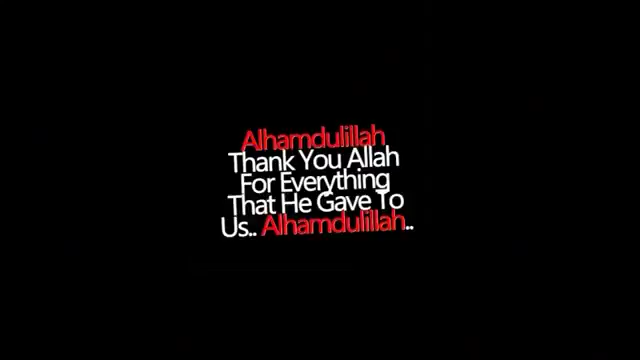 Alhamdulillah
Thank You Allah
For Everything
That He Gave To
Us.. Alhamdulillah..